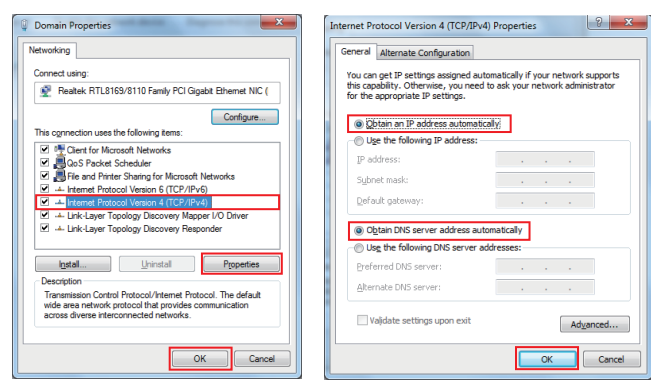 Domain Properties
Networking
Connect using:
Realtek RTL8169/8110 Family PCI Gigabit Ethernet NIC (
Configure...
This connection uses the following items:
Client for Microsoft Networks
QoS Packet Scheduler
File and Printer Sharing for Microsoft Networks
Internet Protocol Version 6 (TCP/IPv6)
Internet Protocol Version 4 (TCP/IPv4)
Link-Layer Topology Discovery Mapper I/O Driver
Link-Layer Topology Discovery Responder
Install...
Uninstall
Properties
Description
Transmission Control Protocol/Internet Protocol. The default
wide area network protocol that provides communication
across diverse interconnected networks.
OK
Cancel
Internet Protocol Version 4 (TCP/IPv4) Properties
General
Alternate Configuration
You can get IP settings assigned automatically if your network supports
this capability. Otherwise, you need to ask your network administrator
for the appropriate IP settings.
Obtain an IP address automatically
Use the following IP address:
IP address:
Subnet mask:
Default gateway:
Obtain DNS server address automatically
Use the following DNS server addresses:
Preferred DNS server:
Alternate DNS server:
Validate settings upon exit
Advanced...
OK
Cancel